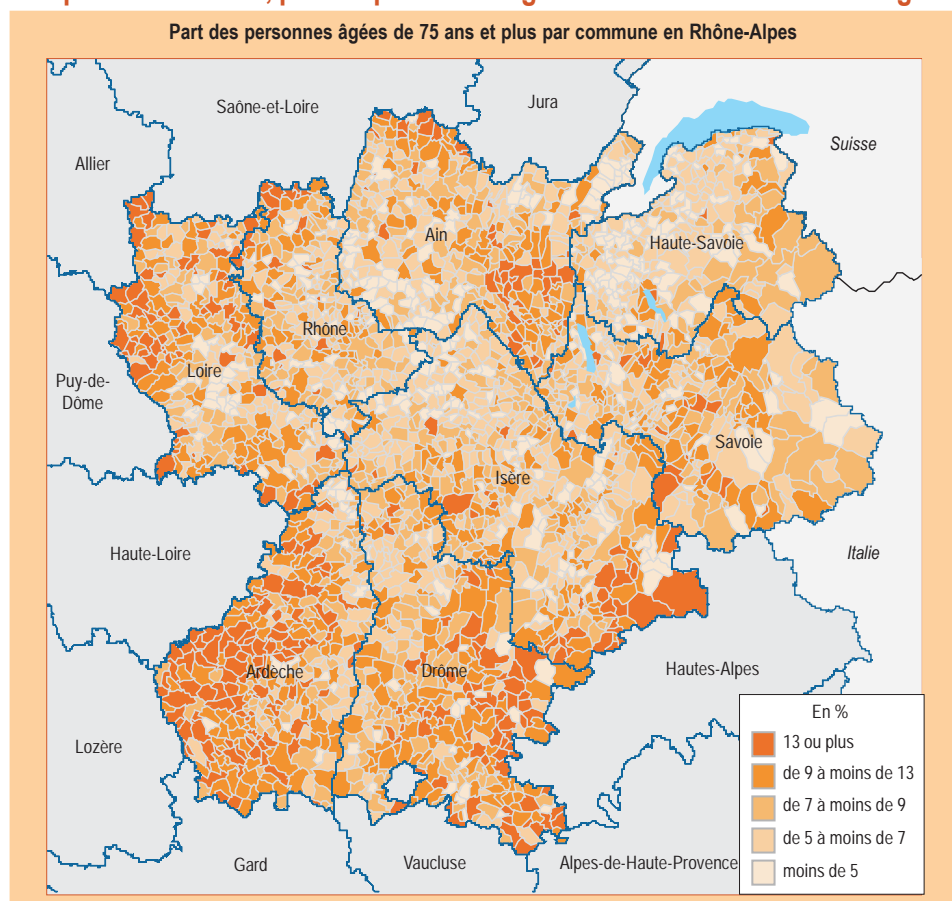 Part des personnes âgées de 75 ans et plus par commune en Rhône-Alpes
Saône-et-Loire
Jura
Suisse
Allier
Ain
Haute-Savoie
Rhône
Loire
Puy-de-
Dôme
Savoie
Isère
Haute-Loire
Italie
Ardèche
Drôme
Hautes-Alpes
Lozère
Gard
Vaucluse
Alpes-de-Haute-Provence
En %
13 ou plus
de 9 à moins de 13
de 7 à moins de 9
de 5 à moins de 7
moins de 5